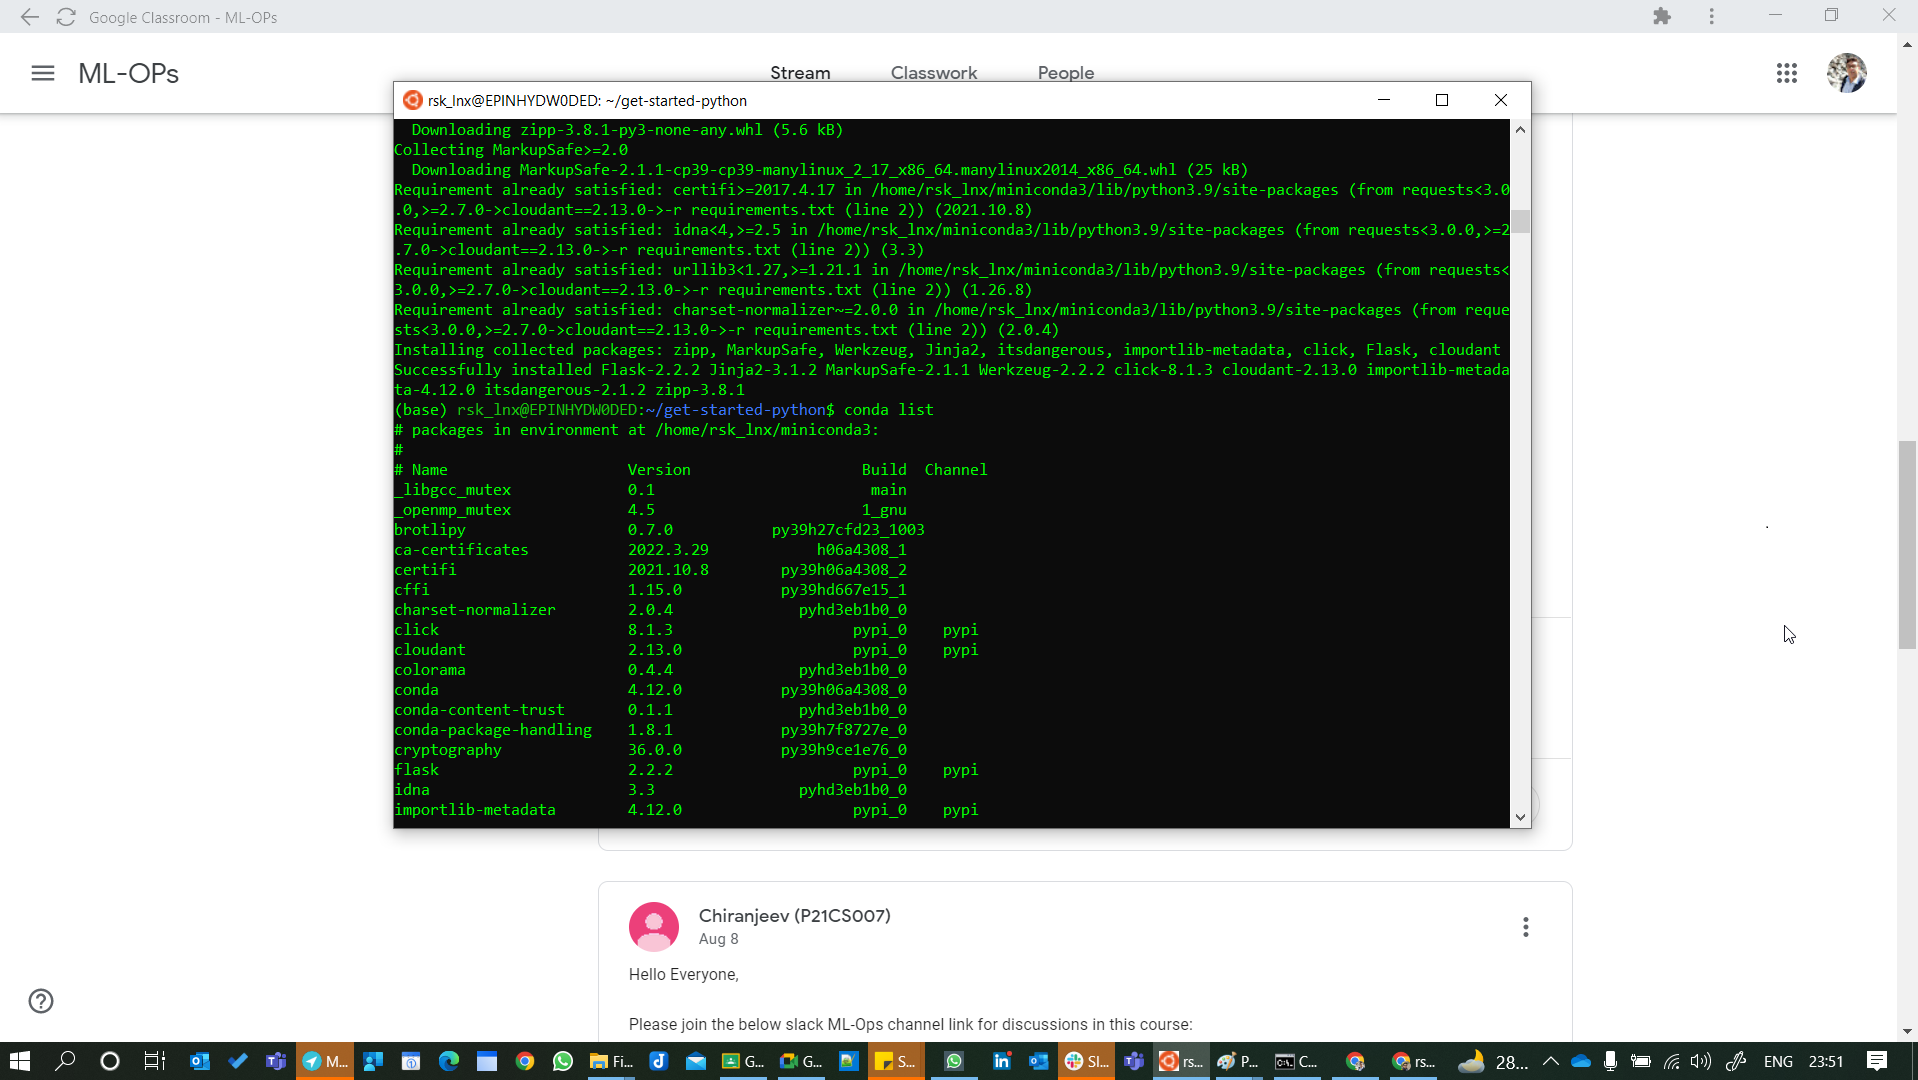 Google Classroom - ML-OPs
ML-OPs
Stream Classwork People
rsk_lnx@EPINHYDW0DED: ~/get-started-python
  Downloading zipp-3.8.1-py3-none-any.whl (5.6 kB)
Collecting MarkupSafe>=2.0
  Downloading MarkupSafe-2.1.1-cp39-cp39-manylinux_2_17_x86_64.manylinux2014_x86_64.whl (25 kB)
Requirement already satisfied: certifi>=2017.4.17 in /home/rsk_lnx/miniconda3/lib/python3.9/site-packages (from requests<3.0
.0,>=2.7.0->cloudant==2.13.0->-r requirements.txt (line 2)) (2021.10.8)
Requirement already satisfied: idna<4,>=2.5 in /home/rsk_lnx/miniconda3/lib/python3.9/site-packages (from requests<3.0.0,>=2
.7.0->cloudant==2.13.0->-r requirements.txt (line 2)) (3.3)
Requirement already satisfied: urllib3<1.27,>=1.21.1 in /home/rsk_lnx/miniconda3/lib/python3.9/site-packages (from requests<
3.0.0,>=2.7.0->cloudant==2.13.0->-r requirements.txt (line 2)) (1.26.8)
Requirement already satisfied: charset-normalizer~=2.0.0 in /home/rsk_lnx/miniconda3/lib/python3.9/site-packages (from reque
sts<3.0.0,>=2.7.0->cloudant==2.13.0->-r requirements.txt (line 2)) (2.0.4)
Installing collected packages: zipp, MarkupSafe, Werkzeug, Jinja2, itsdangerous, importlib-metadata, click, Flask, cloudant
Successfully installed Flask-2.2.2 Jinja2-3.1.2 MarkupSafe-2.1.1 Werkzeug-2.2.2 click-8.1.3 cloudant-2.13.0 importlib-metada
ta-4.12.0 itsdangerous-2.1.2 zipp-3.8.1
(base) rsk_lnx@EPINHYDW0DED:~/get-started-python$ conda list
# packages in environment at /home/rsk_lnx/miniconda3:
#
# Name Version Build Channel
_libgcc_mutex 0.1 main
_openmp_mutex 4.5 1_gnu
brotlipy 0.7.0 py39h27cfd23_1003
ca-certificates 2022.3.29 h06a4308_1
certifi 2021.10.8 py39h06a4308_2
cffi 1.15.0 py39hd667e15_1
charset-normalizer 2.0.4 pyhd3eb1b0_0
click 8.1.3 pypi_0 pypi
cloudant 2.13.0 pypi_0 pypi
colorama 0.4.4 pyhd3eb1b0_0
conda 4.12.0 py39h06a4308_0
conda-content-trust 0.1.1 pyhd3eb1b0_0
conda-package-handling 1.8.1 py39h7f8727e_0
cryptography 36.0.0 py39h9ce1e76_0
flask 2.2.2 pypi_0 pypi
idna 3.3 pyhd3eb1b0_0
importlib-metadata 4.12.0 pypi_0 pypi
Chiranjeev (P21CS007)
Aug 8
Hello Everyone,
Please join the below slack ML-Ops channel link for discussions in this course:
M... Fi... G... G... S... Sl... rs... P... C... rs... 28... ENG 23:51